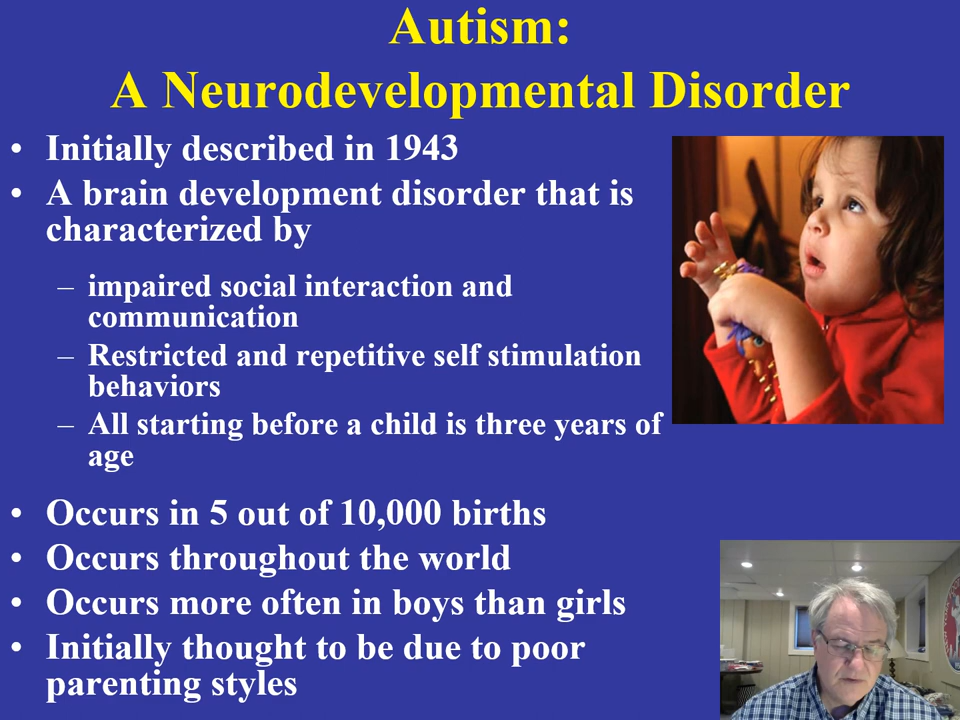 Autism:
A Neurodevelopmental Disorder
• Initially described in 1943
• A brain development disorder that is
characterized by
– impaired social interaction and
communication
– Restricted and repetitive self stimulation
behaviors
– All starting before a child is three years of
age
• Occurs in 5 out of 10,000 births
• Occurs throughout the world
• Occurs more often in boys than girls
• Initially thought to be due to poor
parenting styles